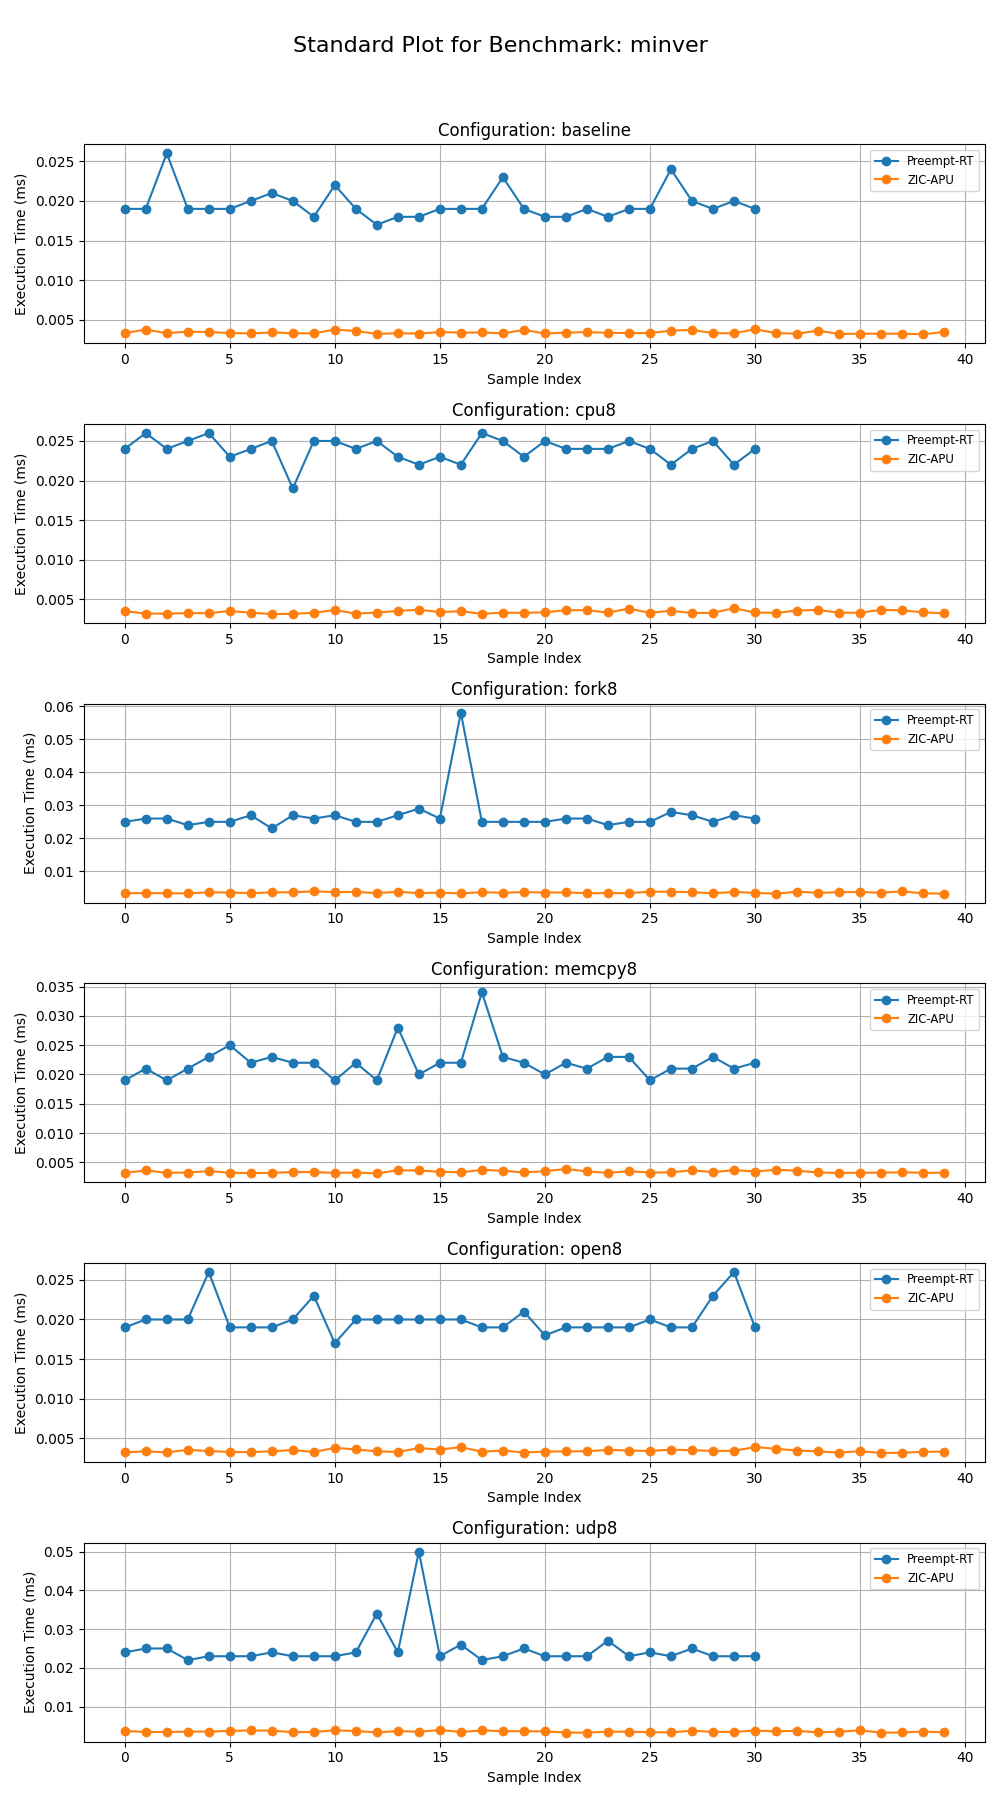 Standard Plot for Benchmark: minver
Configuration: baseline
Execution Time (ms)
0.025
0.020
0.015
0.010
0.005
Preempt-RT
ZIC-APU
0 5 10 15 20 25 30 35 40
Sample Index
Configuration: cpu8
Execution Time (ms)
0.025
0.020
0.015
0.010
0.005
Preempt-RT
ZIC-APU
0 5 10 15 20 25 30 35 40
Sample Index
Configuration: fork8
Execution Time (ms)
0.06
0.05
0.04
0.03
0.02
0.01
Preempt-RT
ZIC-APU
0 5 10 15 20 25 30 35 40
Sample Index
Configuration: memcpy8
Execution Time (ms)
0.035
0.030
0.025
0.020
0.015
0.010
0.005
Preempt-RT
ZIC-APU
0 5 10 15 20 25 30 35 40
Sample Index
Configuration: open8
Execution Time (ms)
0.025
0.020
0.015
0.010
0.005
Preempt-RT
ZIC-APU
0 5 10 15 20 25 30 35 40
Sample Index
Configuration: udp8
Execution Time (ms)
0.05
0.04
0.03
0.02
0.01
Preempt-RT
ZIC-APU
0 5 10 15 20 25 30 35 40
Sample Index